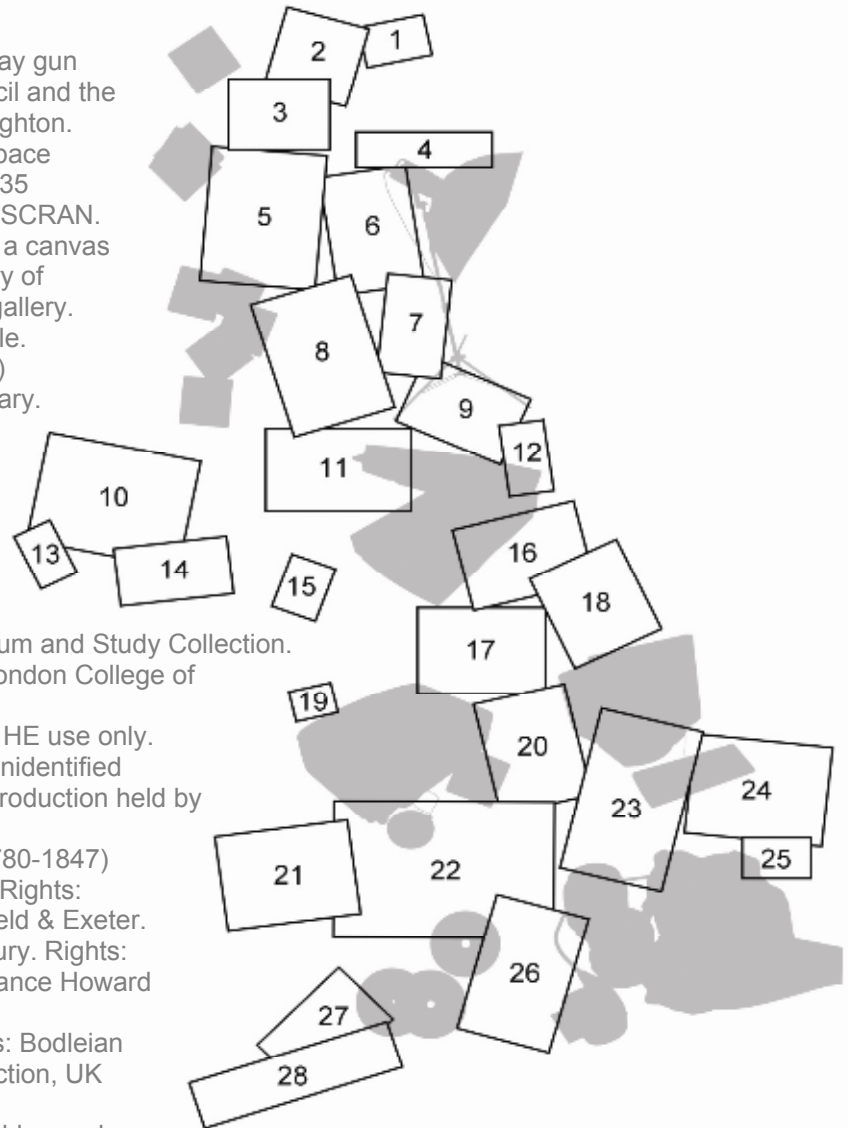 ay gun
cil and the
ghton.
pace
35
SCRAN.
a canvas
y of
gallery.
le.
)
ary.
um and Study Collection.
ondon College of
HE use only.
nidentified
production held by
780-1847)
Rights:
eld & Exeter.
ury. Rights:
ance Howard
s: Bodleian
ction, UK
1
2
3
4
5
6
7
8
9
10
11
12
13
14
15
16
17
18
19
20
21
22
23
24
25
26
27
28